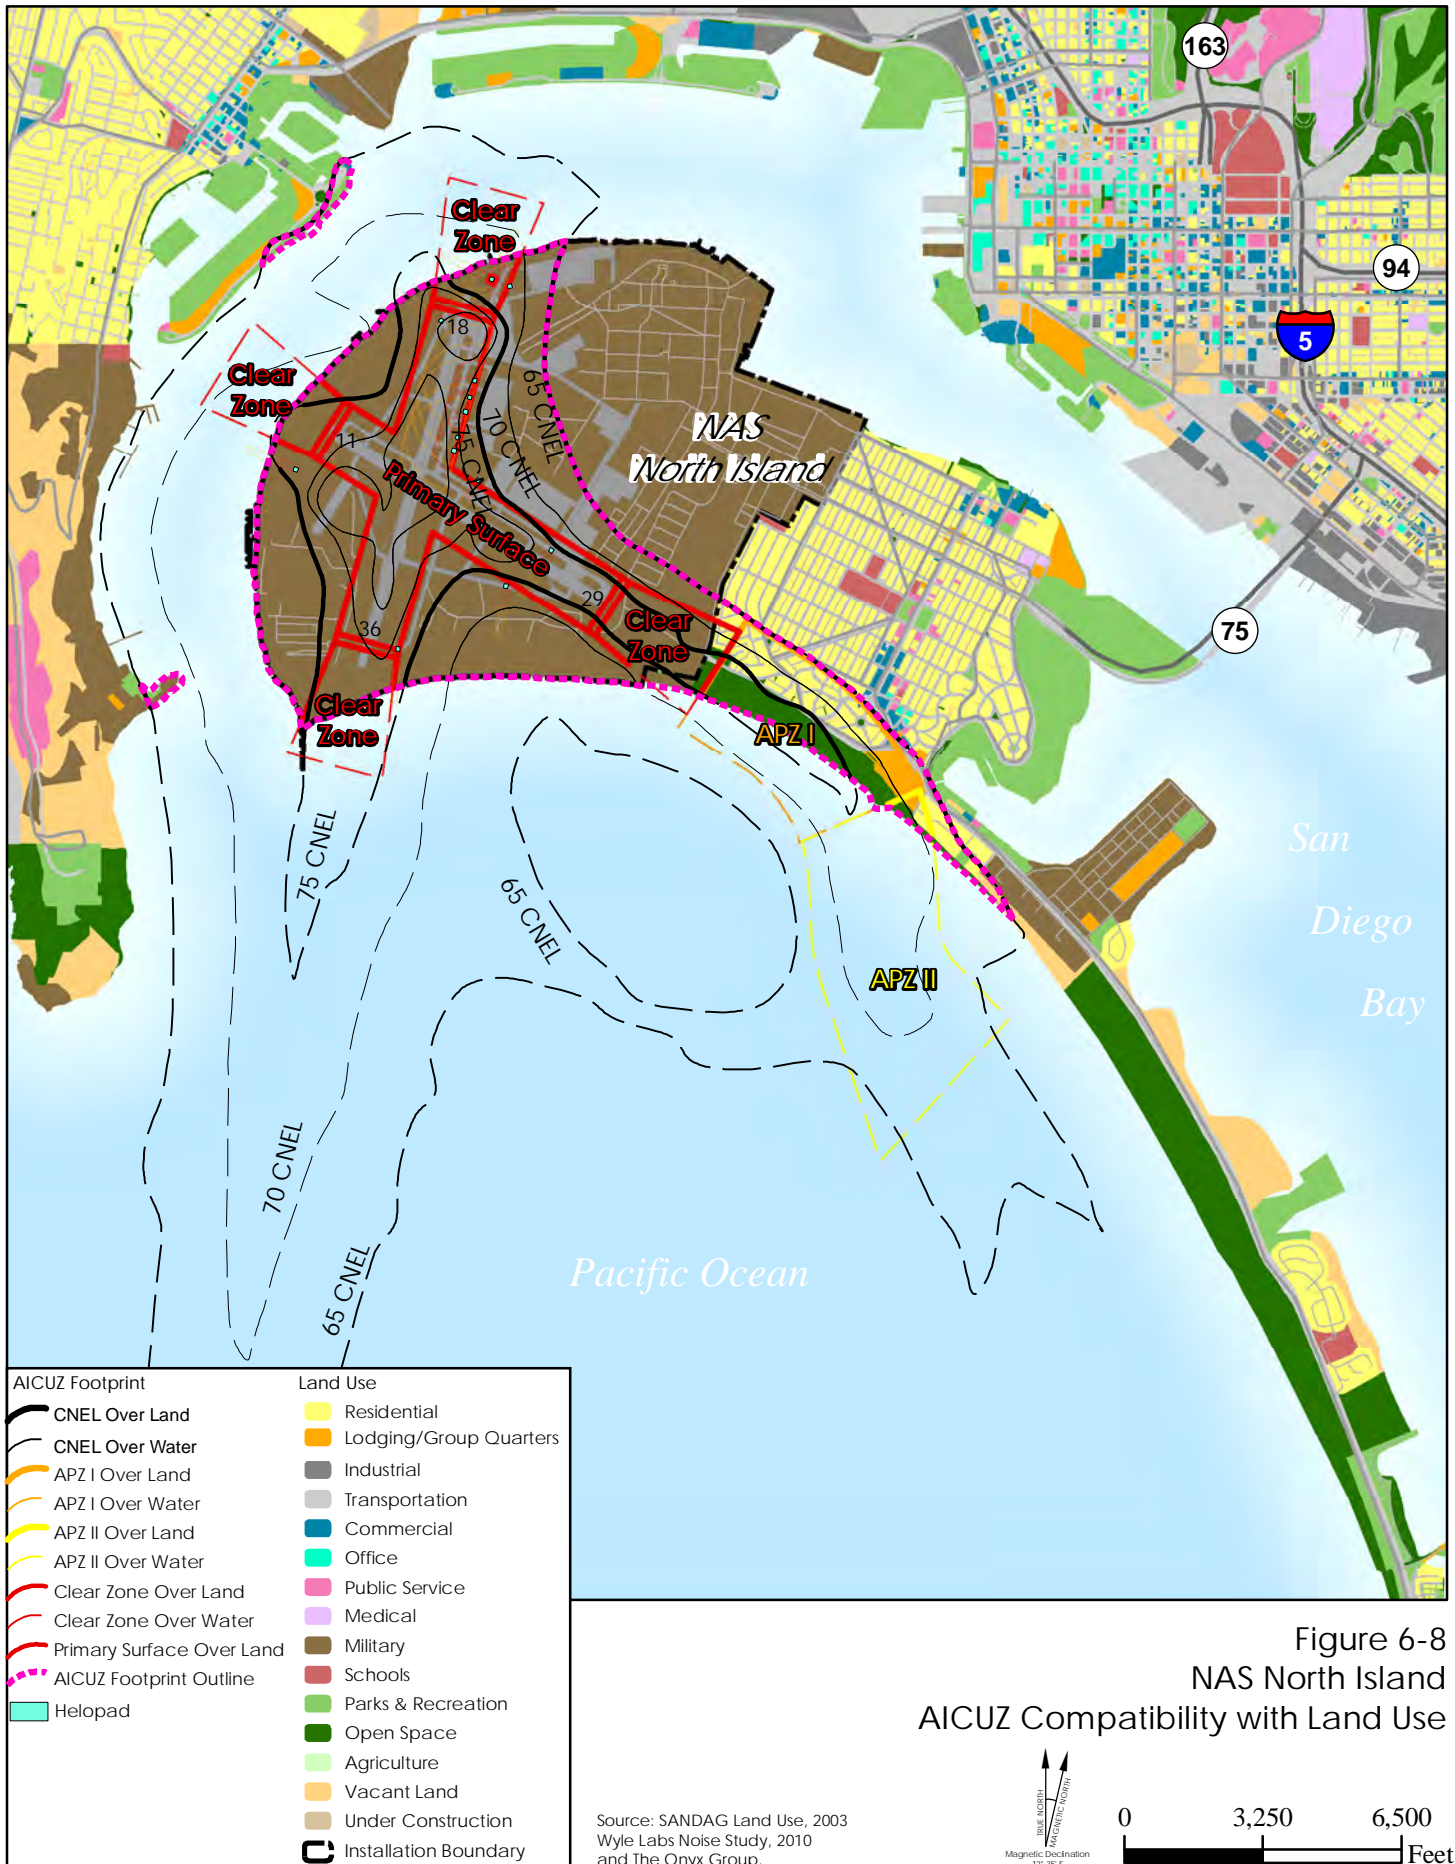 163
94
5
75
Clear
Zone
Clear
Zone
18
11
65 CNEL
70 CNEL
75 CNEL
NAS
North Island
Primary Surface
29
36
Clear
Zone
Clear
Zone
APZ I
75 CNEL
65 CNEL
APZ II
San
Diego
Bay
70 CNEL
65 CNEL
Pacific Ocean
AICUZ Footprint
CNEL Over Land
CNEL Over Water
APZ I Over Land
APZ I Over Water
APZ II Over Land
APZ II Over Water
Clear Zone Over Land
Clear Zone Over Water
Primary Surface Over Land
AICUZ Footprint Outline
Helopad
Land Use
Residential
Lodging/Group Quarters
Industrial
Transportation
Commercial
Office
Public Service
Medical
Military
Schools
Parks & Recreation
Open Space
Agriculture
Vacant Land
Under Construction
Installation Boundary
Figure 6-8
NAS North Island
AICUZ Compatibility with Land Use
Source: SANDAG Land Use, 2003
Wyle Labs Noise Study, 2010
and The Onyx Group.
TRUE NORTH
MAGNETIC NORTH
Magnetic Declination
0 3,250 6,500
Feet